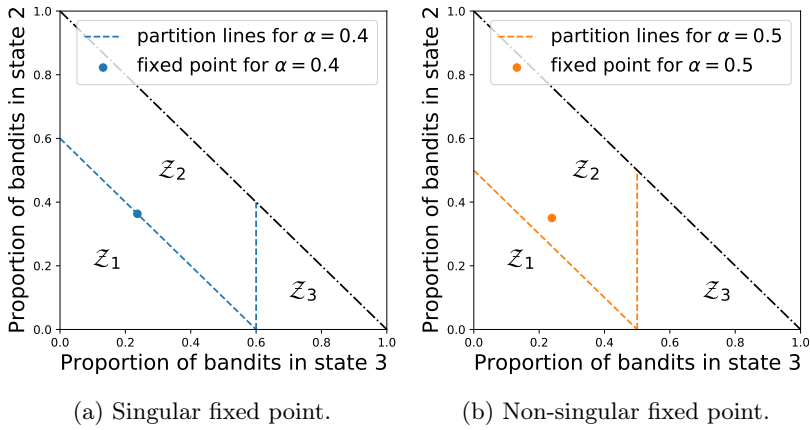 partition lines for α = 0.4
fixed point for α = 0.4
Proportion of bandits in state 2
1.0
0.8
0.6
0.4
0.2
0.0
𝒵₂
𝒵₁
𝒵₃
0.0 0.2 0.4 0.6 0.8 1.0
Proportion of bandits in state 3
(a) Singular fixed point.
partition lines for α = 0.5
fixed point for α = 0.5
Proportion of bandits in state 2
1.0
0.8
0.6
0.4
0.2
0.0
𝒵₂
𝒵₁
𝒵₃
0.0 0.2 0.4 0.6 0.8 1.0
Proportion of bandits in state 3
(b) Non-singular fixed point.